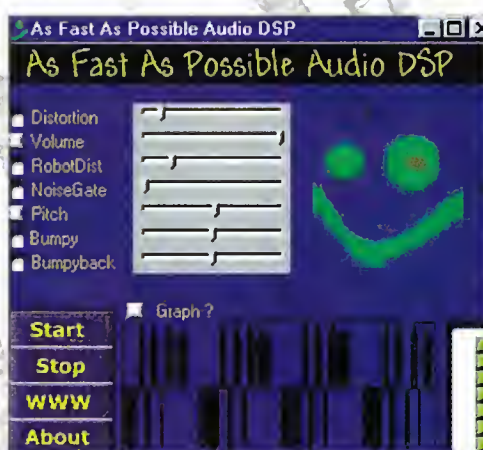 As Fast As Possible Audio DSP
As Fast As Possible Audio DSP
Distortion
Volume
RobotDist
NoiseGate
Pitch
Bumpy
Bumpyback
Graph ?
Start
Stop
WWW
About